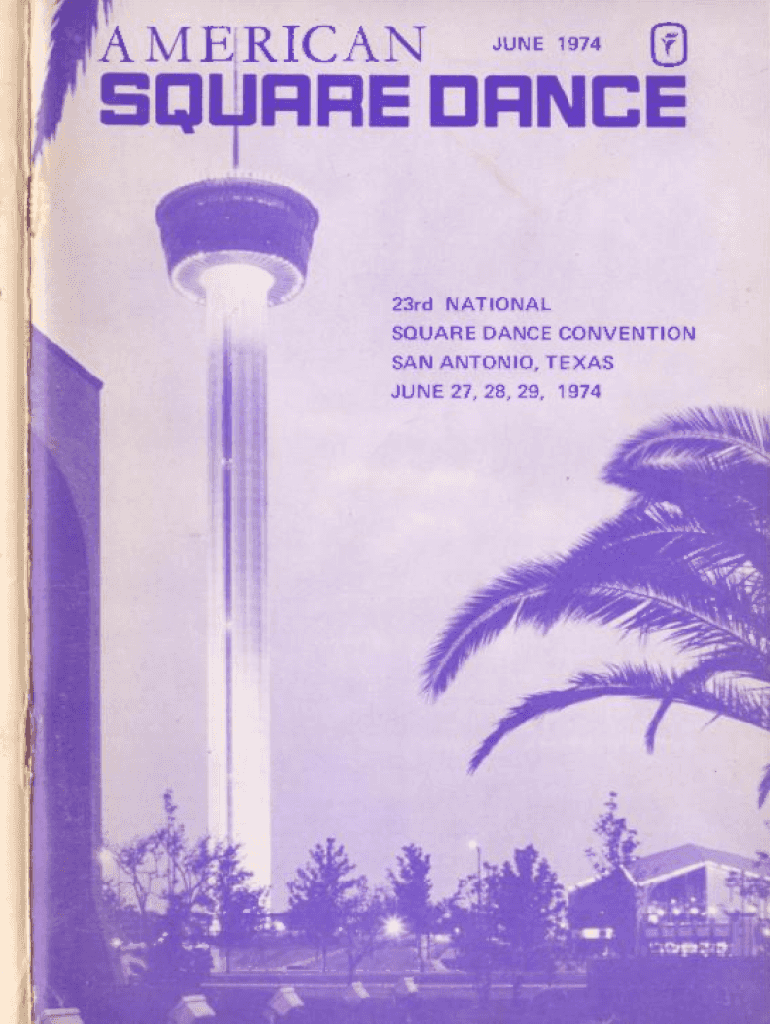 AMERICAN
JUNE 1974
SQUARE DANCE
23rd NATIONAL
SQUARE DANCE CONVENTION
SAN ANTONIO, TEXAS
JUNE 27, 28, 29, 1974